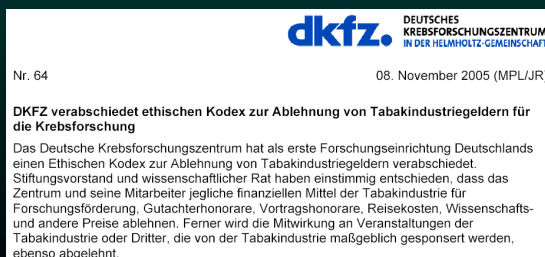 dkfz.
DEUTSCHES
KREBSFORSCHUNGSZENTRUM
IN DER HELMHOLTZ-GEMEINSCHAFT
Nr. 64 08. November 2005 (MPL/JR)
DKFZ verabschiedet ethischen Kodex zur Ablehnung von Tabakindustriegeldern für
die Krebsforschung
Das Deutsche Krebsforschungszentrum hat als erste Forschungseinrichtung Deutschlands
einen Ethischen Kodex zur Ablehnung von Tabakindustriegeldern verabschiedet.
Stiftungsvorstand und wissenschaftlicher Rat haben einstimmig entschieden, dass das
Zentrum und seine Mitarbeiter jegliche finanziellen Mittel der Tabakindustrie für
Forschungsförderung, Gutachterhonorare, Vortragshonorare, Reisekosten, Wissenschafts-
und andere Preise ablehnen. Ferner wird die Mitwirkung an Veranstaltungen der
Tabakindustrie oder Dritter, die von der Tabakindustrie maßgeblich gesponsert werden,
ebenso abgelehnt.